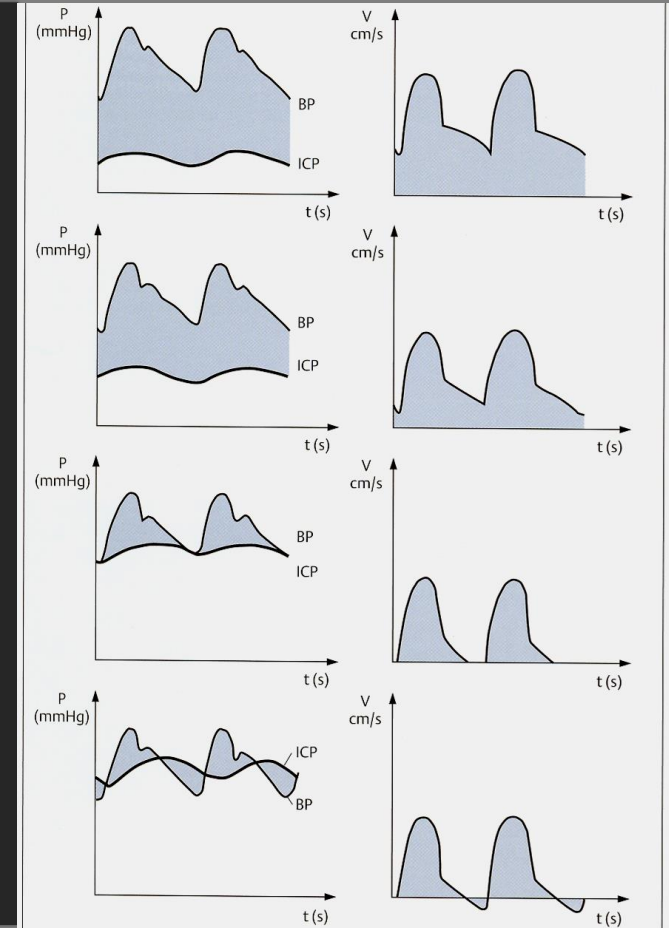 P
(mmHg)
BP
ICP
t (s)
V
cm/s
t (s)
P
(mmHg)
BP
ICP
t (s)
V
cm/s
t (s)
P
(mmHg)
BP
ICP
t (s)
V
cm/s
t (s)
P
(mmHg)
ICP
BP
t (s)
V
cm/s
t (s)